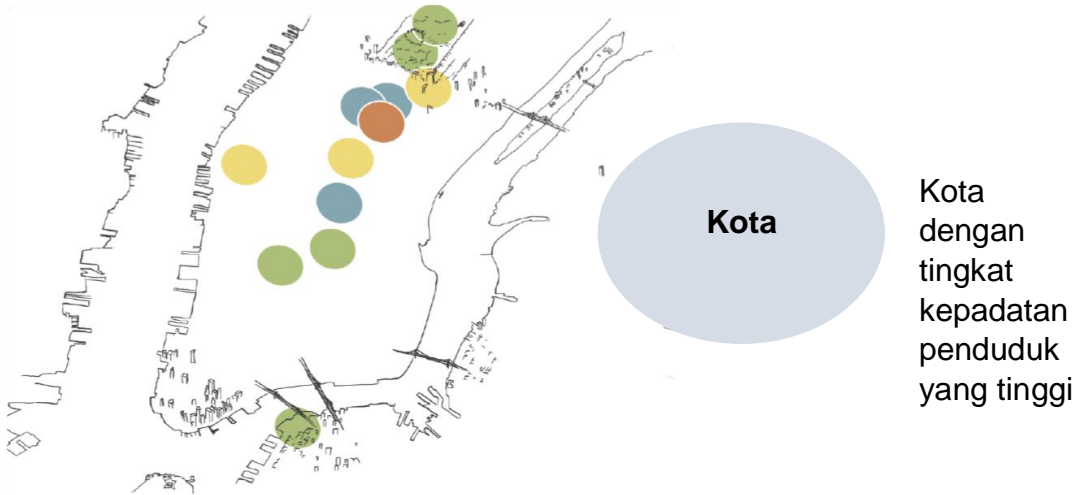 Kota
Kota
dengan
tingkat
kepadatan
penduduk
yang tinggi